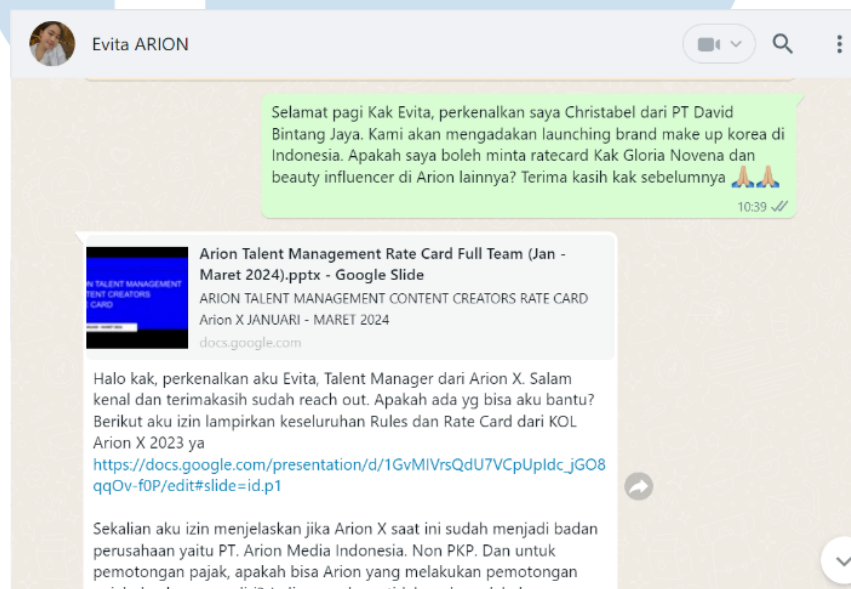 Evita ARION
Selamat pagi Kak Evita, perkenalkan saya Christabel dari PT David
Bintang Jaya. Kami akan mengadakan launching brand make up korea di
Indonesia. Apakah saya boleh minta ratecard Kak Gloria Novena dan
beauty influencer di Arion lainnya? Terima kasih kak sebelumnya 🙏🏼🙏🏼
10:39
N TALENT MANAGEMENT
TENT CREATORS
CARD
Arion Talent Management Rate Card Full Team (Jan -
Maret 2024).pptx - Google Slide
ARION TALENT MANAGEMENT CONTENT CREATORS RATE CARD
Arion X JANUARI - MARET 2024
docs.google.com
Halo kak, perkenalkan aku Evita, Talent Manager dari Arion X. Salam
kenal dan terimakasih sudah reach out. Apakah ada yg bisa aku bantu?
Berikut aku izin lampirkan keseluruhan Rules dan Rate Card dari KOL
Arion X 2023 ya
https://docs.google.com/presentation/d/1GvMIVrsQdU7VCpUpIdc_jGO8
qqOv-f0P/edit#slide=id.p1
Sekalian aku izin menjelaskan jika Arion X saat ini sudah menjadi badan
perusahaan yaitu PT. Arion Media Indonesia. Non PKP. Dan untuk
pemotongan pajak, apakah bisa Arion yang melakukan pemotongan